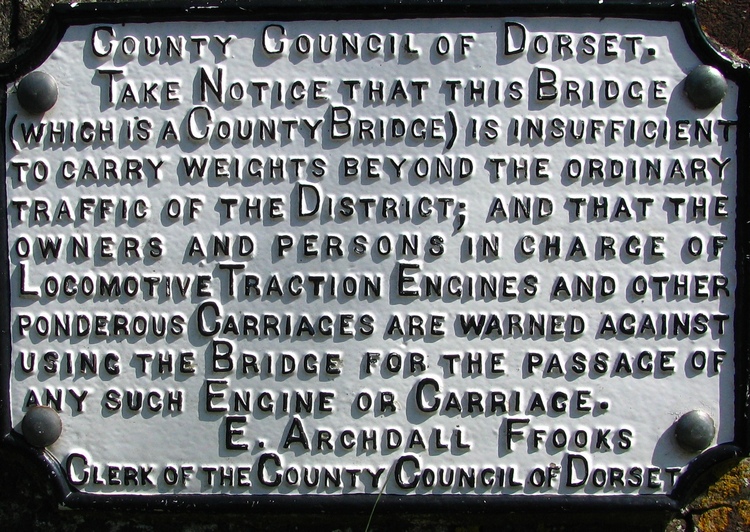 COUNTY COUNCIL OF DORSET.
TAKE NOTICE THAT THIS BRIDGE
(WHICH IS A COUNTY BRIDGE) IS INSUFFICIENT
TO CARRY WEIGHTS BEYOND THE ORDINARY
TRAFFIC OF THE DISTRICT; AND THAT THE
OWNERS AND PERSONS IN CHARGE OF
LOCOMOTIVE TRACTION ENGINES AND OTHER
PONDEROUS CARRIAGES ARE WARNED AGAINST
USING THE BRIDGE FOR THE PASSAGE OF
ANY SUCH ENGINE OR CARRIAGE.
E. ARCHDALL FFOOKS
CLERK OF THE COUNTY COUNCIL OF DORSET